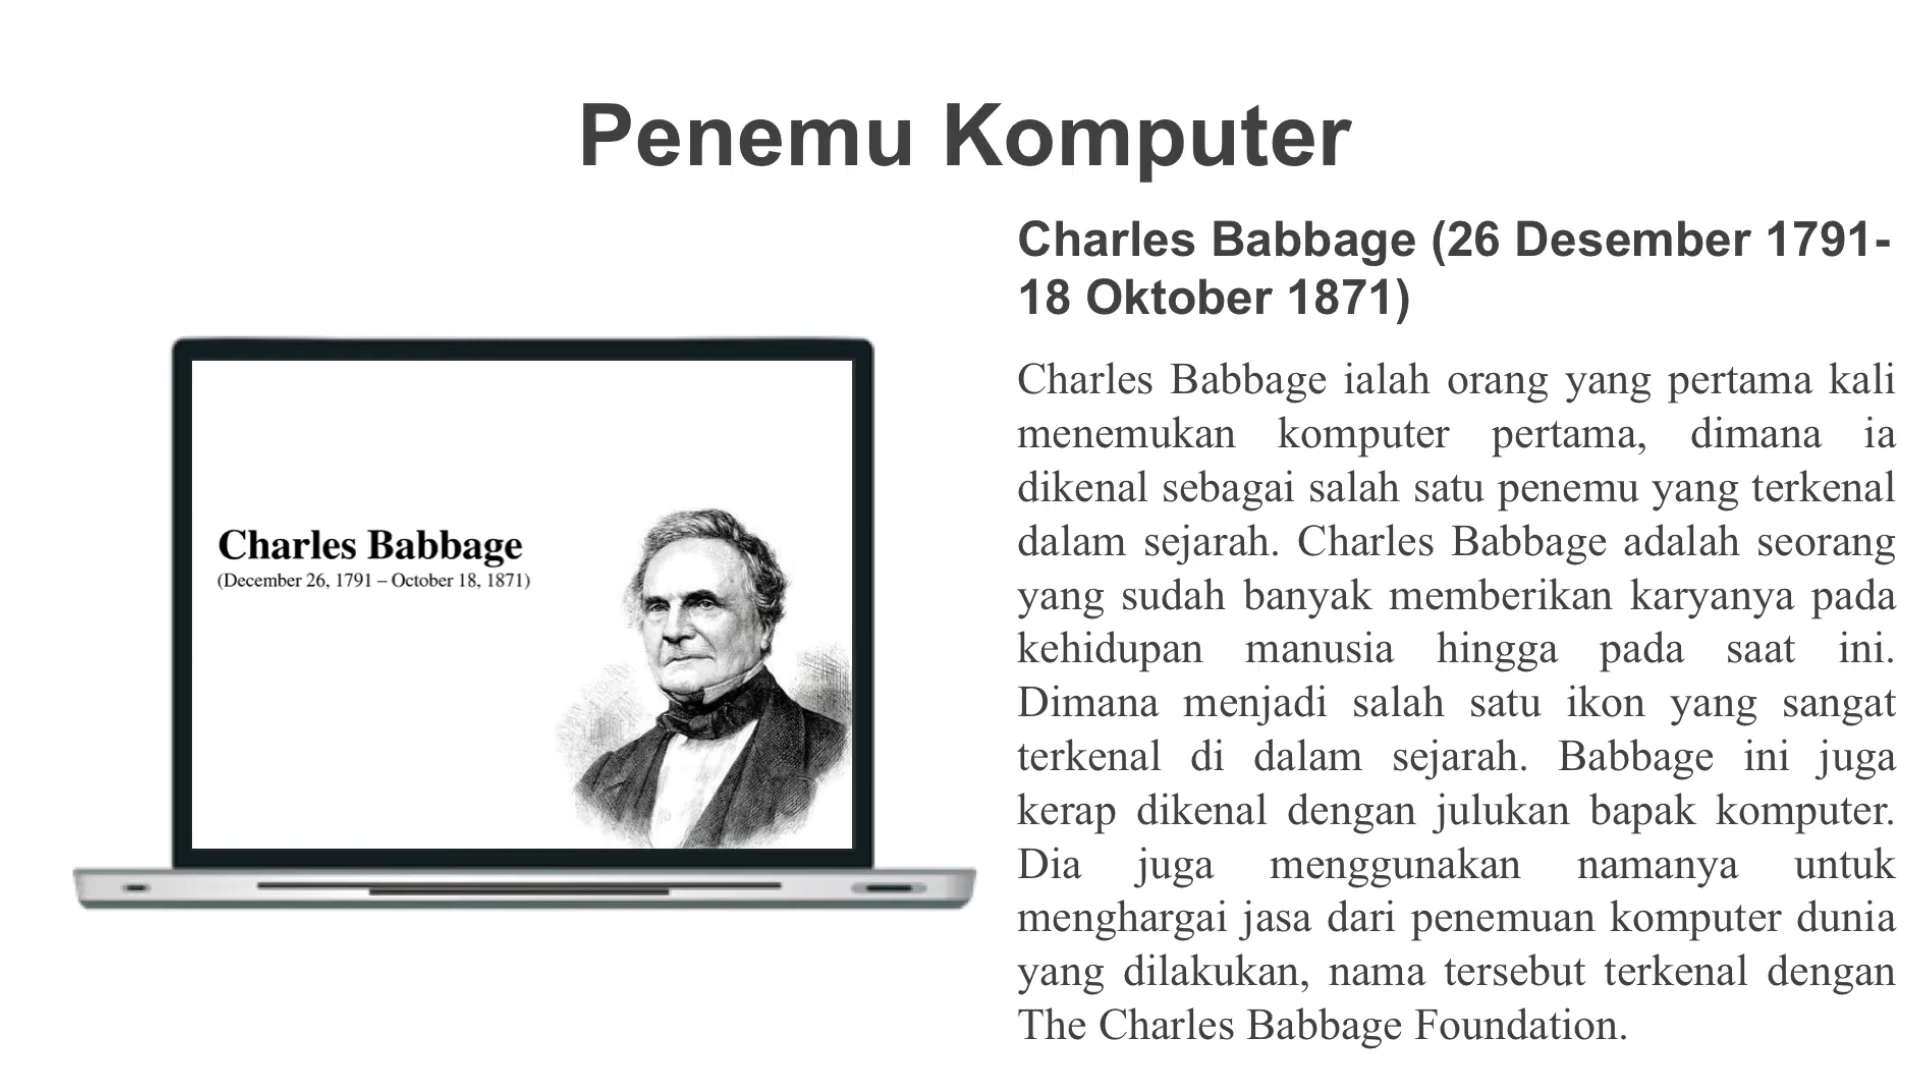 Penemu Komputer
Charles Babbage (26 Desember 1791-
18 Oktober 1871)
Charles Babbage
(December 26, 1791 – October 18, 1871)
Charles Babbage ialah orang yang pertama kali
menemukan komputer pertama, dimana ia
dikenal sebagai salah satu penemu yang terkenal
dalam sejarah. Charles Babbage adalah seorang
yang sudah banyak memberikan karyanya pada
kehidupan manusia hingga pada saat ini.
Dimana menjadi salah satu ikon yang sangat
terkenal di dalam sejarah. Babbage ini juga
kerap dikenal dengan julukan bapak komputer.
Dia juga menggunakan namanya untuk
menghargai jasa dari penemuan komputer dunia
yang dilakukan, nama tersebut terkenal dengan
The Charles Babbage Foundation.